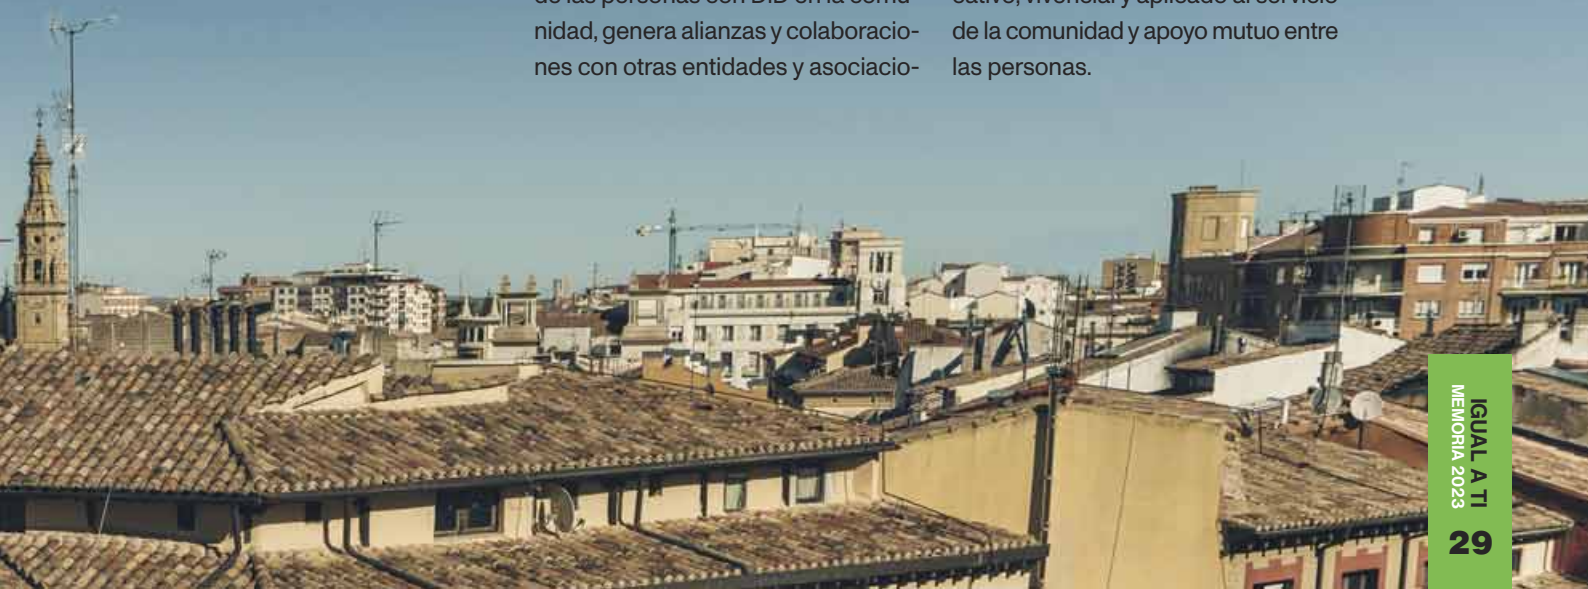 nidad, genera alianzas y colaboracio-
nes con otras entidades y asociacio-
de la comunidad y apoyo mutuo entre
las personas.
IGUAL A TI
MEMORIA 2023
29